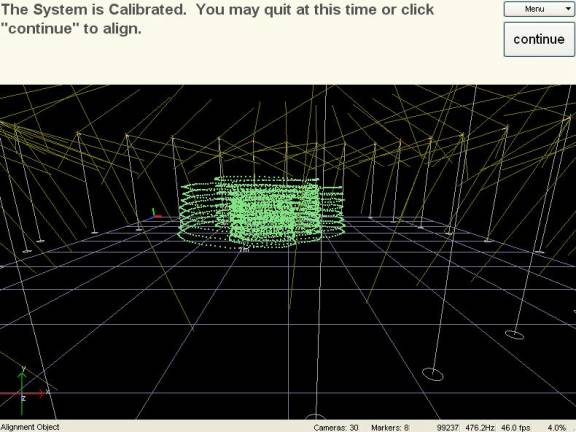 The System is Calibrated. You may quit at this time or click
"continue" to align.
Menu
continue
y
x
z
Alignment Object
Cameras: 30 Markers: 8 99237 476.2Hz 46.0 fps 4.0%